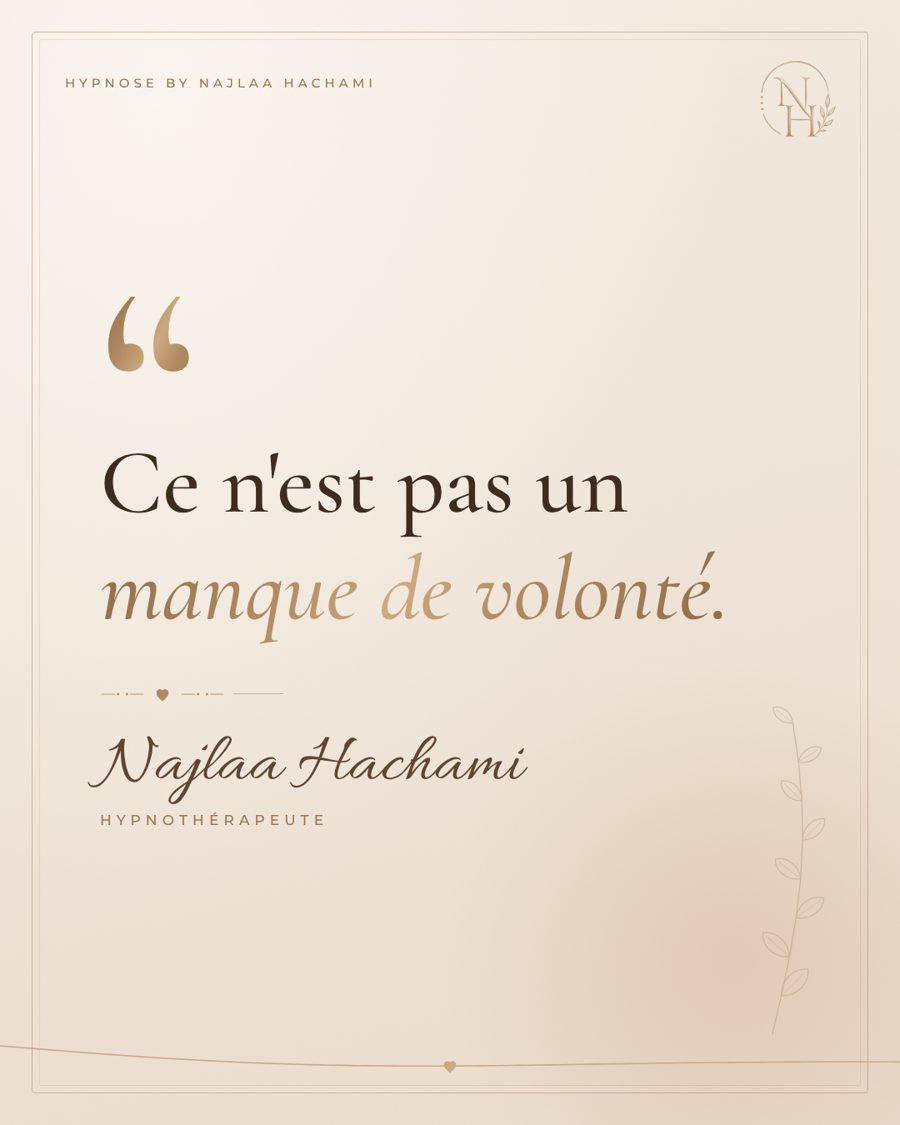 HYPNOSE BY NAJLAA HACHAMI
NH
“
Ce n'est pas un
manque de volonté.
Najlaa Hachami
HYPNOTHÉRAPEUTE